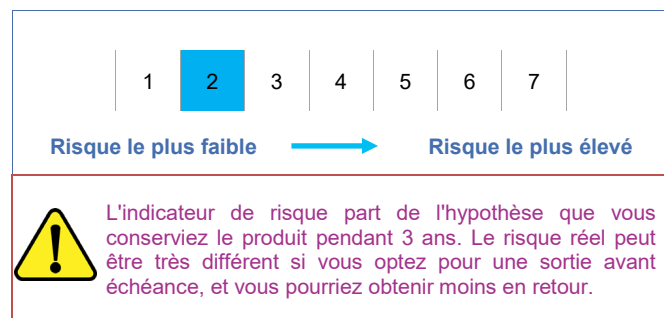 1 2 3 4 5 6 7
Risque le plus faible Risque le plus élevé
L'indicateur de risque part de l'hypothèse que vous
conserviez le produit pendant 3 ans. Le risque réel peut
être très différent si vous optez pour une sortie avant
échéance, et vous pourriez obtenir moins en retour.